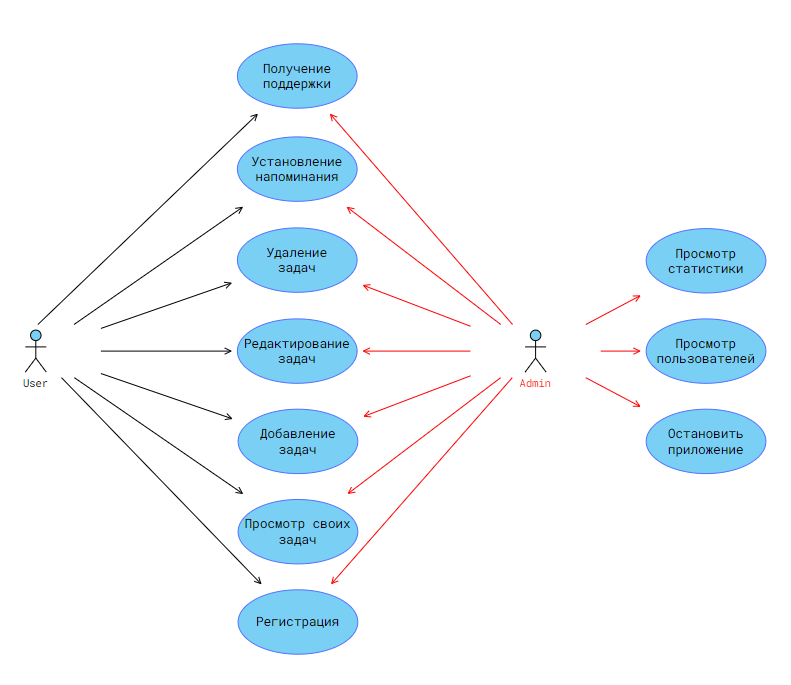 Получение
поддержки
Установление
напоминания
Удаление
задач
Просмотр
статистики
User
Редактирование
задач
Admin
Просмотр
пользователей
Добавление
задач
Остановить
приложение
Просмотр своих
задач
Регистрация